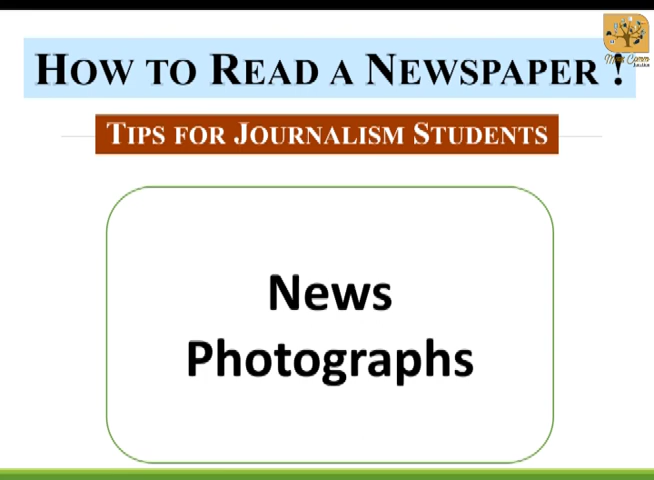 HOW TO READ A NEWSPAPER !
TIPS FOR JOURNALISM STUDENTS
News
Photographs